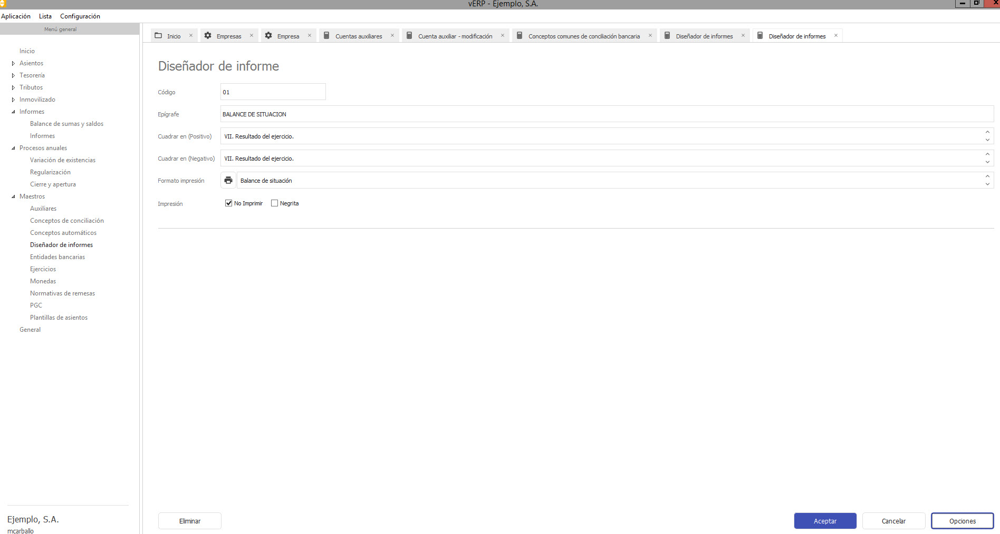 vERP - Ejemplo, S.A.
Aplicación Lista Configuración
Menú general
Inicio
Asientos
Tesorería
Tributos
Inmovilizado
Informes
Balance de sumas y saldos
Informes
Procesos anuales
Variación de existencias
Regularización
Cierre y apertura
Maestros
Auxiliares
Conceptos de conciliación
Conceptos automáticos
Diseñador de informes
Entidades bancarias
Ejercicios
Monedas
Normativas de remesas
PGC
Plantillas de asientos
General
Ejemplo, S.A.
mcarballo
Inicio Empresas Empresa Cuentas auxiliares Cuenta auxiliar - modificación Conceptos comunes de conciliación bancaria Diseñador de informes Diseñador de informes
Diseñador de informe
Código 01
Epígrafe BALANCE DE SITUACION
Cuadrar en (Positivo) VII. Resultado del ejercicio.
Cuadrar en (Negativo) VII. Resultado del ejercicio.
Formato impresión Balance de situación
Impresión No Imprimir Negrita
Eliminar Aceptar Cancelar Opciones